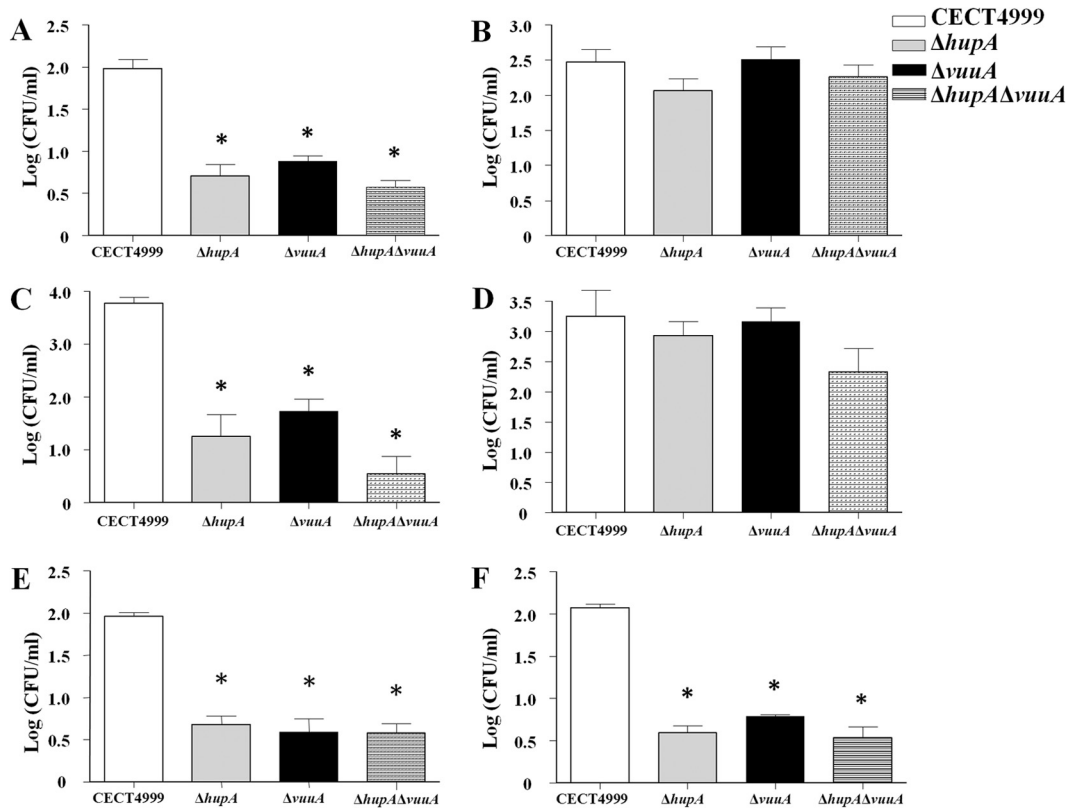 A
Log (CFU/ml)
2.5
2.0
1.5
1.0
0.5
0
*
*
*
CECT4999
ΔhupA
ΔvuuA
ΔhupAΔvuuA
B
Log (CFU/ml)
3.0
2.5
2.0
1.5
1.0
0.5
0
CECT4999
ΔhupA
ΔvuuA
ΔhupAΔvuuA
CECT4999
ΔhupA
ΔvuuA
ΔhupAΔvuuA
C
Log (CFU/ml)
4.0
3.0
2.0
1.0
0
*
*
*
CECT4999
ΔhupA
ΔvuuA
ΔhupAΔvuuA
D
Log (CFU/ml)
3.5
3.0
2.5
2.0
1.5
1.0
0.5
0.
CECT4999
ΔhupA
ΔvuuA
ΔhupAΔvuuA
E
Log (CFU/ml)
2.5
2.0
1.5
1.0
0.5
0
*
*
*
CECT4999
ΔhupA
ΔvuuA
ΔhupAΔvuuA
F
Log (CFU/ml)
2.5
2.0
1.5
1.0
0.5
0
*
*
*
CECT4999
ΔhupA
ΔvuuA
ΔhupAΔvuuA